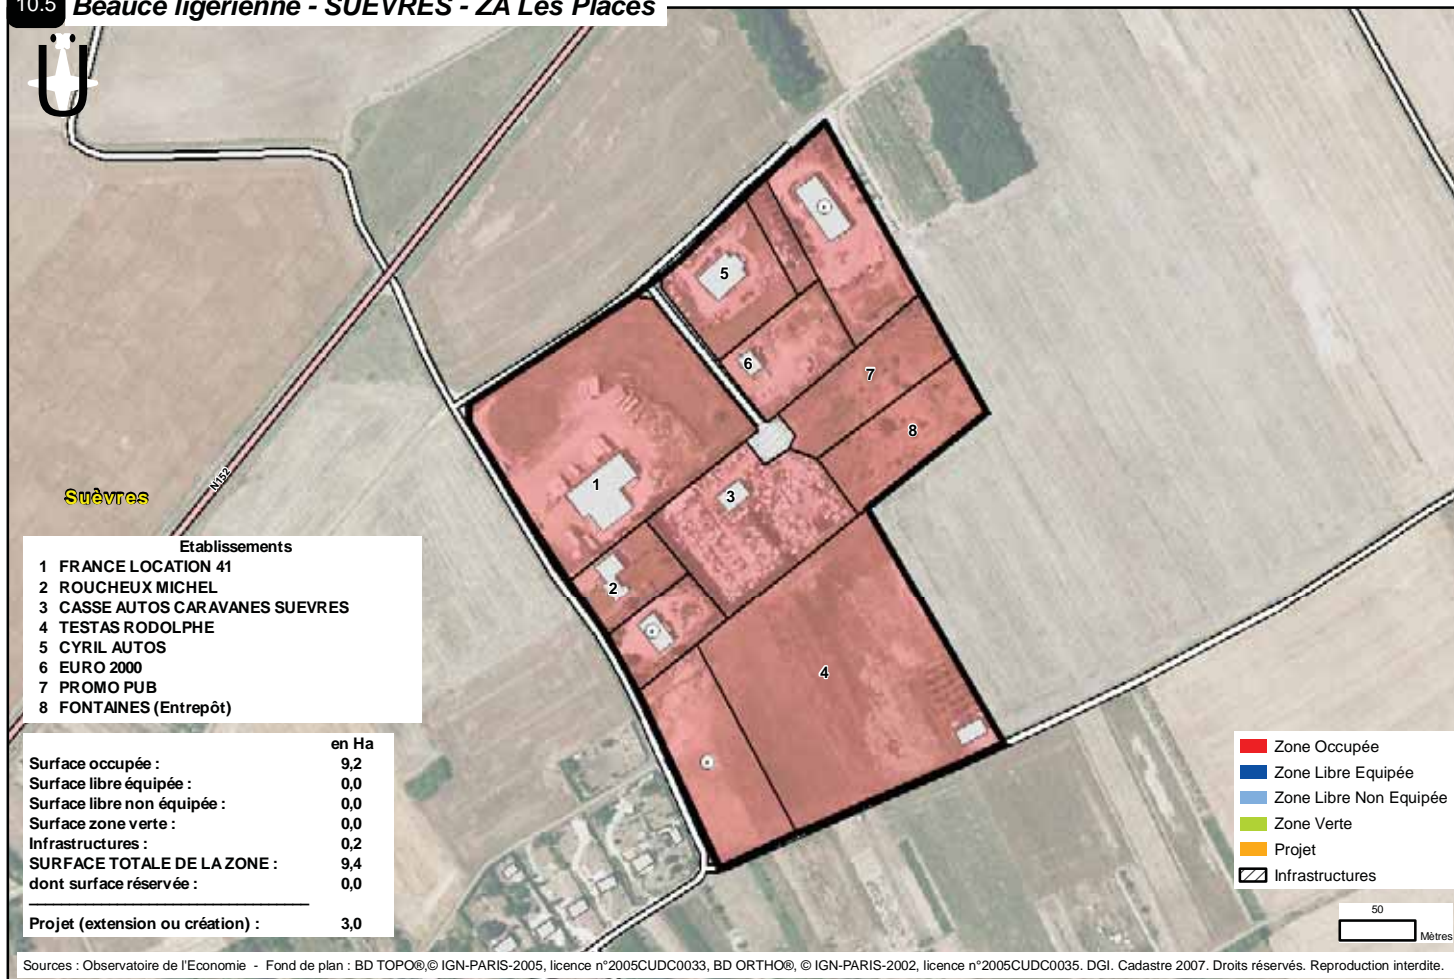 10.5 Beauce ligérienne - SUEVRES - ZA Les Places
Ü
5
6
7
8
1
3
2
4
N152
Suèvres
Etablissements
1 FRANCE LOCATION 41
2 ROUCHEUX MICHEL
3 CASSE AUTOS CARAVANES SUEVRES
4 TESTAS RODOLPHE
5 CYRIL AUTOS
6 EURO 2000
7 PROMO PUB
8 FONTAINES (Entrepôt)
en Ha
Surface occupée : 9,2
Surface libre équipée : 0,0
Surface libre non équipée : 0,0
Surface zone verte : 0,0
Infrastructures : 0,2
SURFACE TOTALE DE LA ZONE : 9,4
dont surface réservée : 0,0
Projet (extension ou création) : 3,0
Zone Occupée
Zone Libre Equipée
Zone Libre Non Equipée
Zone Verte
Projet
Infrastructures
50
Mètres
Sources : Observatoire de l'Economie - Fond de plan : BD TOPO®,© IGN-PARIS-2005, licence n°2005CUDC0033, BD ORTHO®, © IGN-PARIS-2002, licence n°2005CUDC0035. DGI. Cadastre 2007. Droits réservés. Reproduction interdite